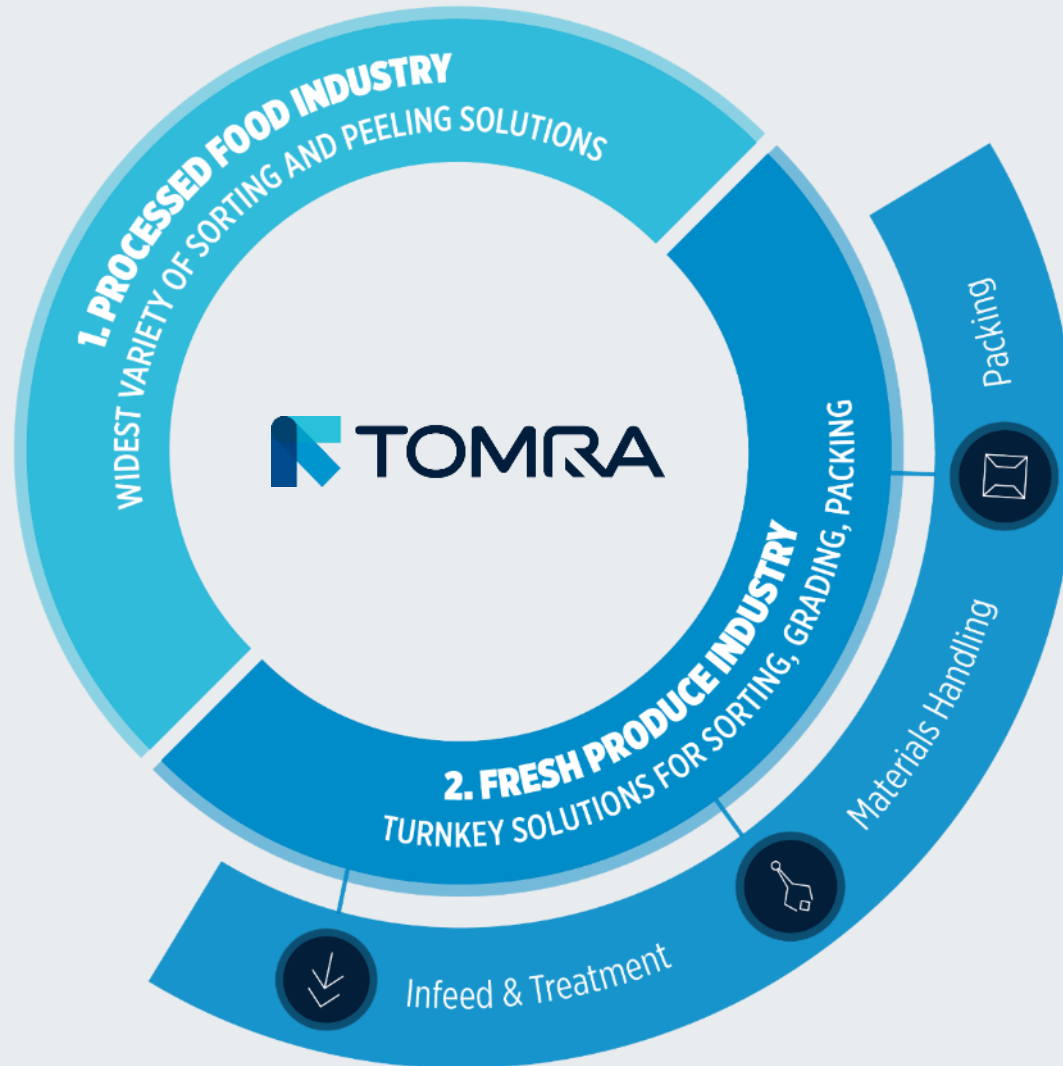 1. PROCESSED FOOD INDUSTRY
WIDEST VARIETY OF SORTING AND PEELING SOLUTIONS
TOMRA
2. FRESH PRODUCE INDUSTRY
TURNKEY SOLUTIONS FOR SORTING, GRADING, PACKING
Packing
Materials Handling
Infeed & Treatment